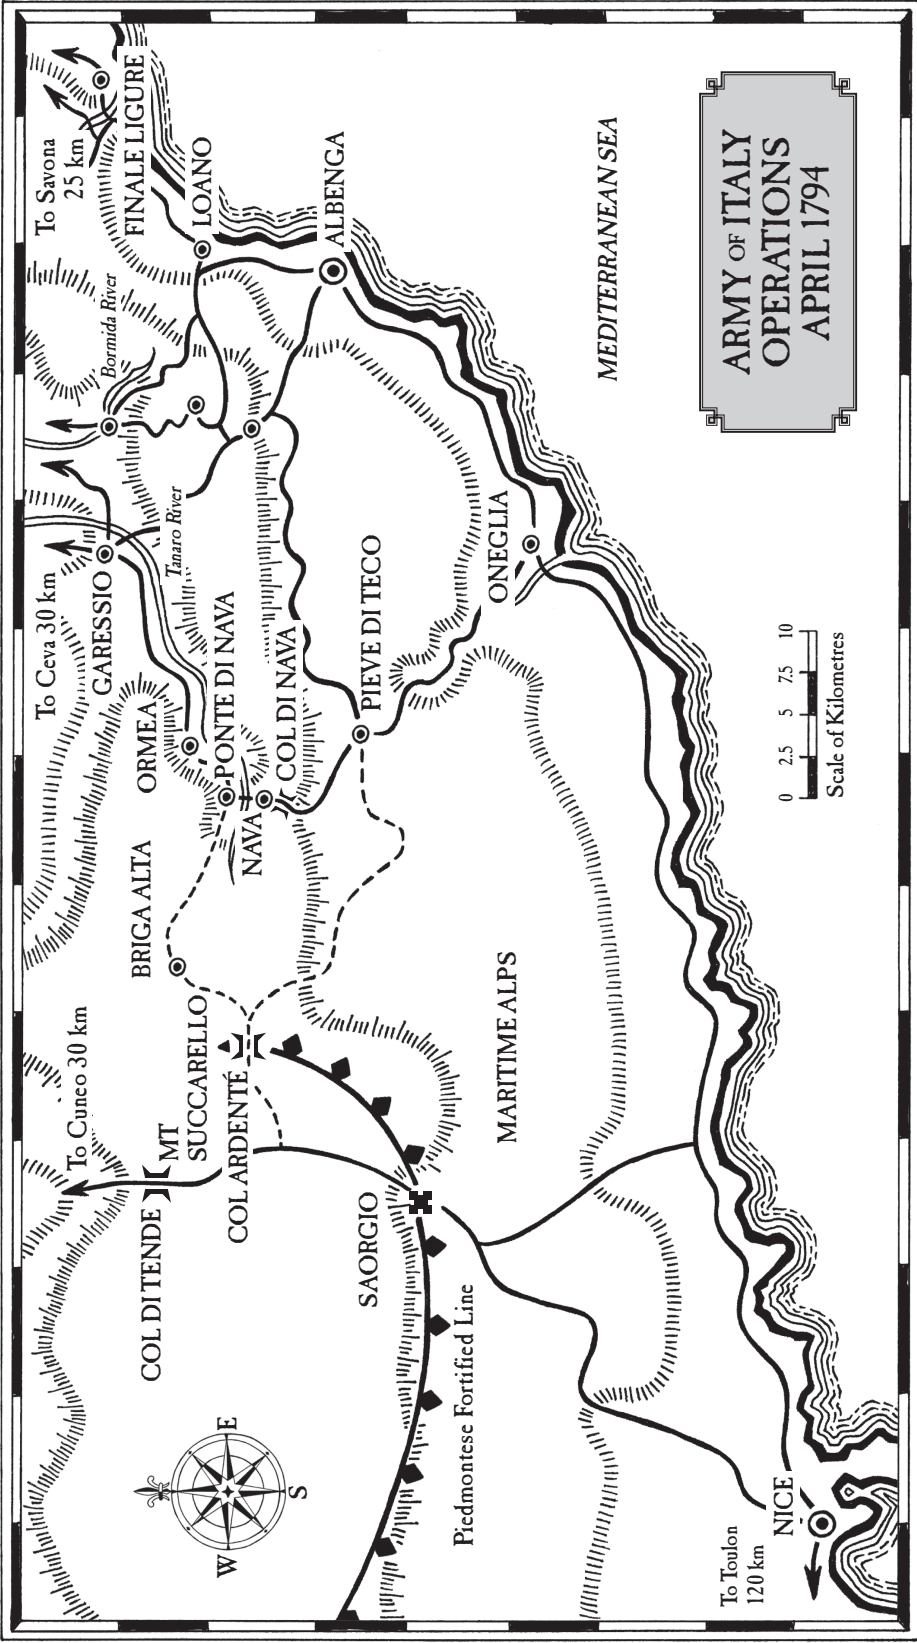 To Savona
25 km
FINALE LIGURE
LOANO
ALBENGA
Bormida River
To Ceva 30 km
GARESSIO
Tanaro River
ORMEA
PONTE DI NAVA
NAVA
COL DI NAVA
PIEVE DI TECO
ONEGLIA
BRIGA ALTA
To Cuneo 30 km
MT
SUCCARELLO
COL ARDENTE
COL DI TENDE
SAORGIO
MARITIME ALPS
Piedmontese Fortified Line
W
E
S
NICE
To Toulon
120 km
MEDITERRANEAN SEA
0 2.5 5 7.5 10
Scale of Kilometres
ARMY OF ITALY
OPERATIONS
APRIL 1794